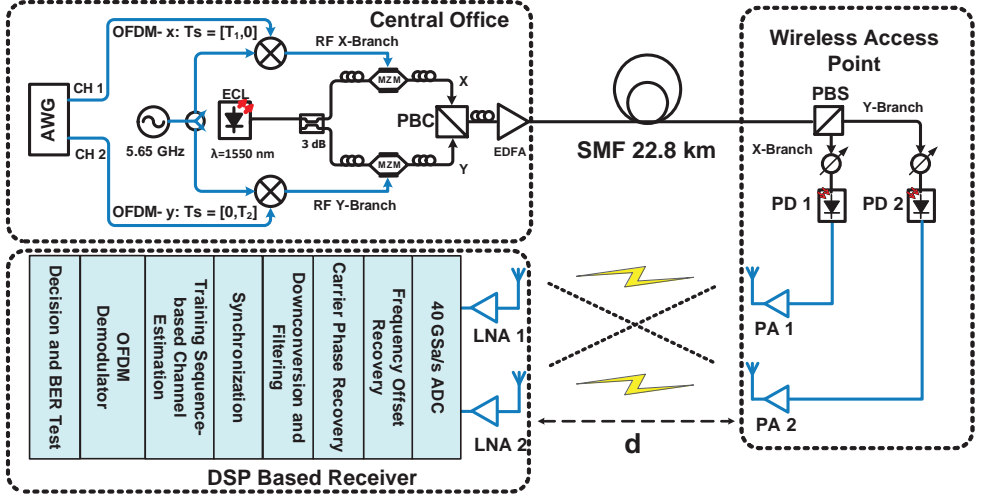 Central Office
OFDM- x: Ts = [T1,0]
RF X-Branch
CH 1
AWG
CH 2
5.65 GHz
ECL
λ=1550 nm
3 dB
MZM
X
PBC
EDFA
MZM
Y
OFDM- y: Ts = [0,T2]
RF Y-Branch
SMF 22.8 km
Wireless Access
Point
PBS
Y-Branch
X-Branch
PD 1
PD 2
PA 1
PA 2
d
LNA 1
LNA 2
40 GSa/s ADC
Frequency Offset
Recovery
Carrier Phase Recovery
Downconversion and
Filtering
Synchronization
Training Sequence-
based Channel
Estimation
OFDM
Demodulator
Decision and BER Test
DSP Based Receiver